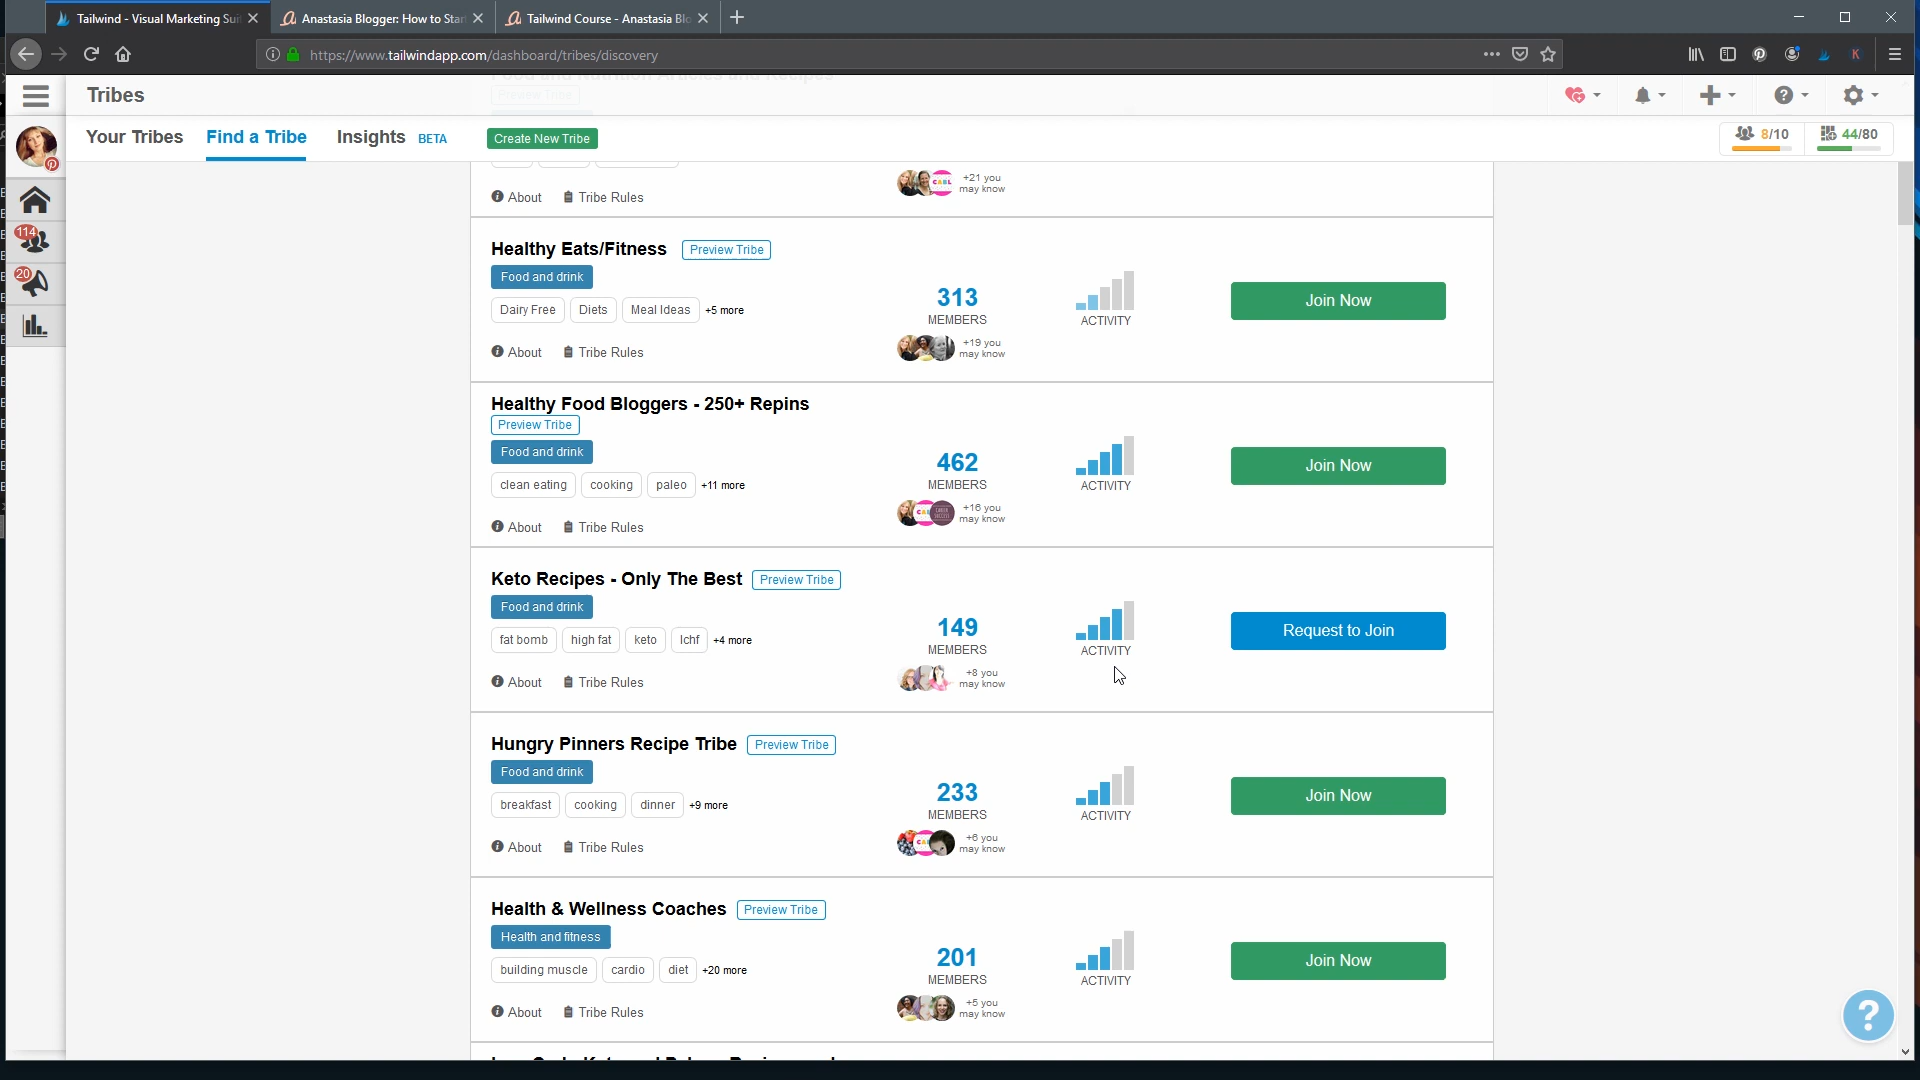 Tailwind - Visual Marketing Sui
Anastasia Blogger: How to Star
Tailwind Course - Anastasia Blo
https://www.tailwindapp.com/dashboard/tribes/discovery
Food and Nutrition Articles and Recipes
Preview Tribe
Tribes
Your Tribes
Find a Tribe
Insights BETA
Create New Tribe
8/10
44/80
114
20
+21 you
may know
About
Tribe Rules
Healthy Eats/Fitness
Preview Tribe
Food and drink
Dairy Free
Diets
Meal Ideas
+5 more
About
Tribe Rules
313
MEMBERS
+19 you
may know
ACTIVITY
Join Now
Healthy Food Bloggers - 250+ Repins
Preview Tribe
Food and drink
clean eating
cooking
paleo
+11 more
About
Tribe Rules
462
MEMBERS
+16 you
may know
ACTIVITY
Join Now
Keto Recipes - Only The Best
Preview Tribe
Food and drink
fat bomb
high fat
keto
lchf
+4 more
About
Tribe Rules
149
MEMBERS
+8 you
may know
ACTIVITY
Request to Join
Hungry Pinners Recipe Tribe
Preview Tribe
Food and drink
breakfast
cooking
dinner
+9 more
About
Tribe Rules
233
MEMBERS
+6 you
may know
ACTIVITY
Join Now
Health & Wellness Coaches
Preview Tribe
Health and fitness
building muscle
cardio
diet
+20 more
About
Tribe Rules
201
MEMBERS
+5 you
may know
ACTIVITY
Join Now
?